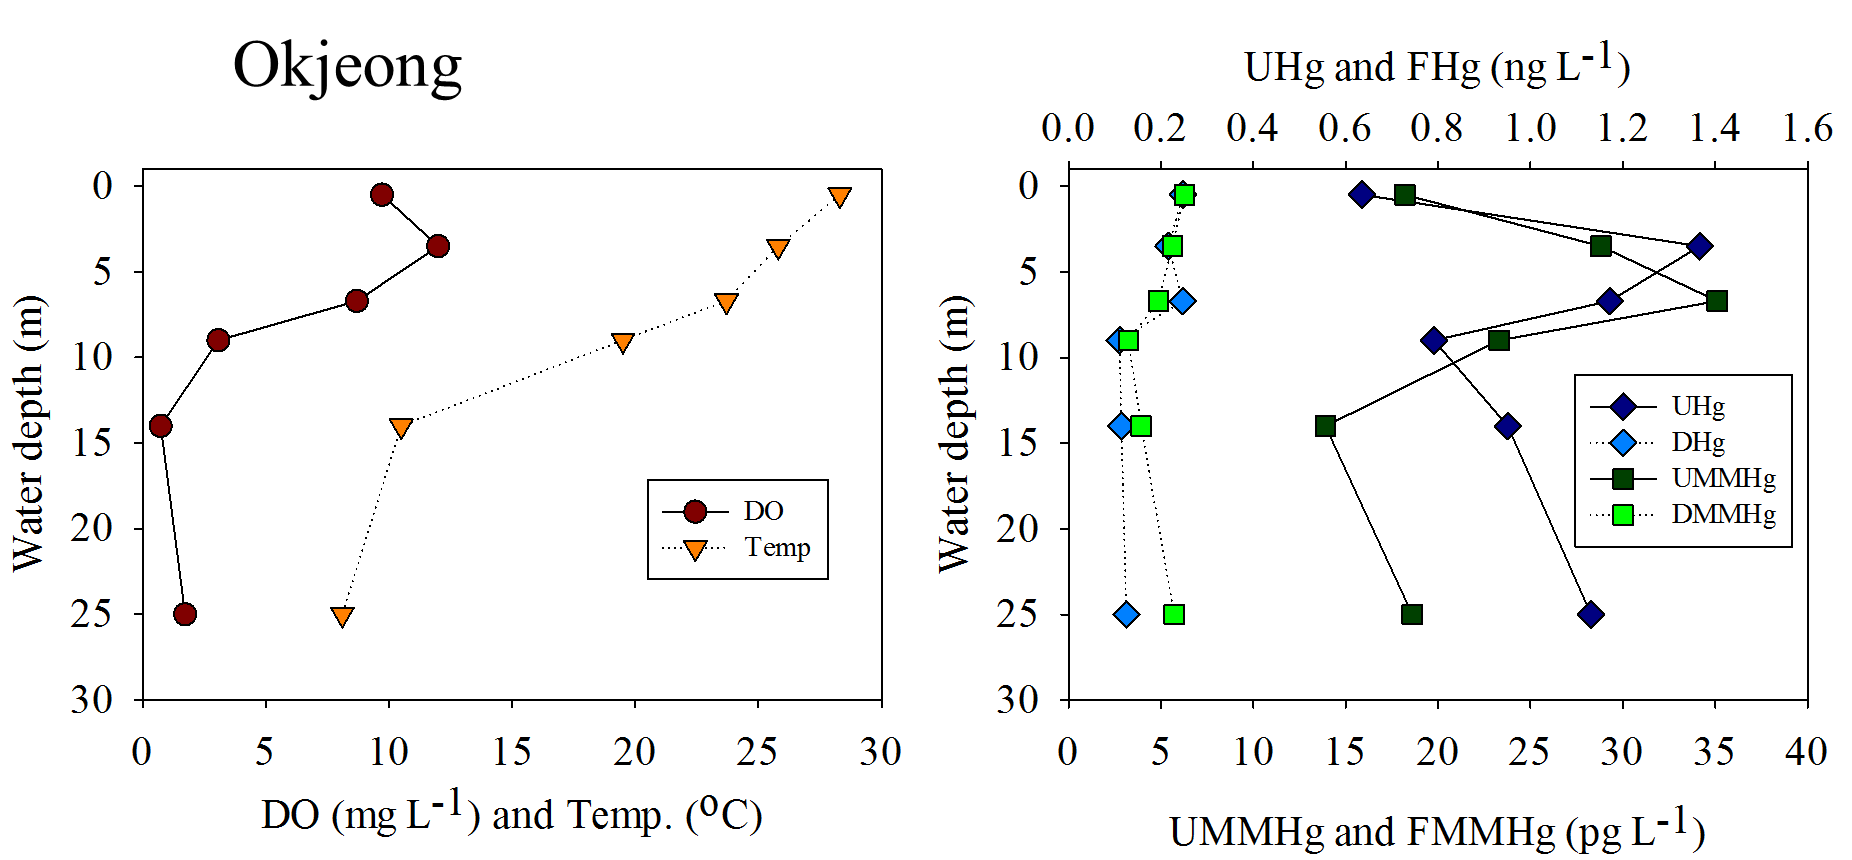 Okjeong
UHg and FHg (ng L-1)
0.0 0.2 0.4 0.6 0.8 1.0 1.2 1.4 1.6
0
5
10
15
20
25
30
Water depth (m)
DO
Temp
0 5 10 15 20 25 30
DO (mg L-1) and Temp. (oC)
0
5
10
15
20
25
30
Water depth (m)
UHg
DHg
UMMHg
DMMHg
0 5 10 15 20 25 30 35 40
UMMHg and FMMHg (pg L-1)